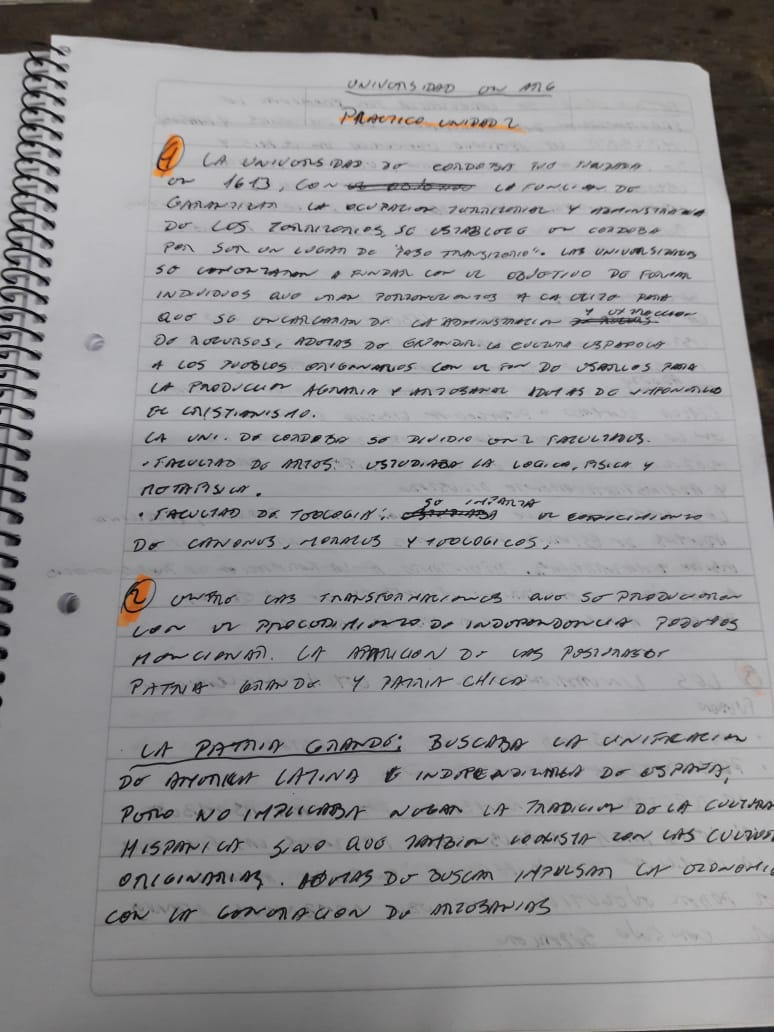 UNIVERSIDAD EN ARG
PRACTICO UNIDAD 2
1 LA UNIVERSIDAD DE CORDOBA FUE FUNDADA
EN 1613, CON LA FUNCION DE
GARANTIZAR LA OCUPACION TERRITORIAL Y ADMINISTRAR
DE LOS TERRITORIOS, SE ESTABLECE EN CORDOBA
POR SER UN LUGAR DE "PASO TRANSITORIO". LAS UNIVERSIDADES
SE COMENZARON A FUNDAR CON EL OBJETIVO DE FORMAR
INDIVIDUOS QUE ERAN PERTENECIENTES A LA ELITE PARA
QUE SE ENCARGARAN DE LA ADMINISTRACION Y EXTRACCION
DE RECURSOS, ADEMAS DE EXPANDIR LA CULTURA ESPAÑOLA
A LOS PUEBLOS ORIGINARIOS CON EL FIN DE USARLOS PARA
LA PRODUCCION AGRARIA Y ARTESANAL ADEMAS DE
EL CRISTIANISMO.
LA UNI. DE CORDOBA SE DIVIDIO EN 2 FACULTADES.
• FACULTAD DE ARTES: ESTUDIABA LA LOGICA, FISICA Y
METAFISICA.
• FACULTAD DE TEOLOGIA: SE IMPARTIA EL
DE CANONES, MORALES Y TEOLOGICOS.
2 ENTRE LAS TRANSFORMACIONES QUE SE PRODUCIERON
CON EL PROCEDIMIENTO DE INDEPENDENCIA PODEMOS
MENCIONAR. LA APARICION DE LAS POSTURAS DE
PATRIA GRANDE Y PATRIA CHICA
LA PATRIA GRANDE: BUSCABA LA UNIFICACION
DE AMERICA LATINA E INDEPENDIZARLA DE ESPAÑA,
PERO NO IMPLICABA NEGAR LA TRADICION DE LA CULTURA
HISPANICA SINO QUE TAMBIEN COEXISTA CON LAS CULTURAS
ORIGINARIAS. ADEMAS DE BUSCAR IMPULSAR LA ECONOMIA
CON LA GENERACION DE ARTESANIAS